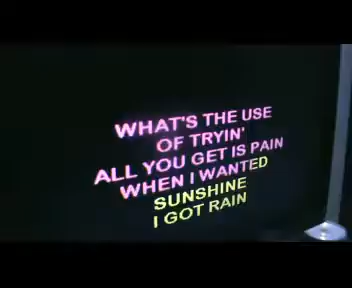 WHAT'S THE USE
OF TRYIN'
ALL YOU GET IS PAIN
WHEN I WANTED
SUNSHINE
I GOT RAIN